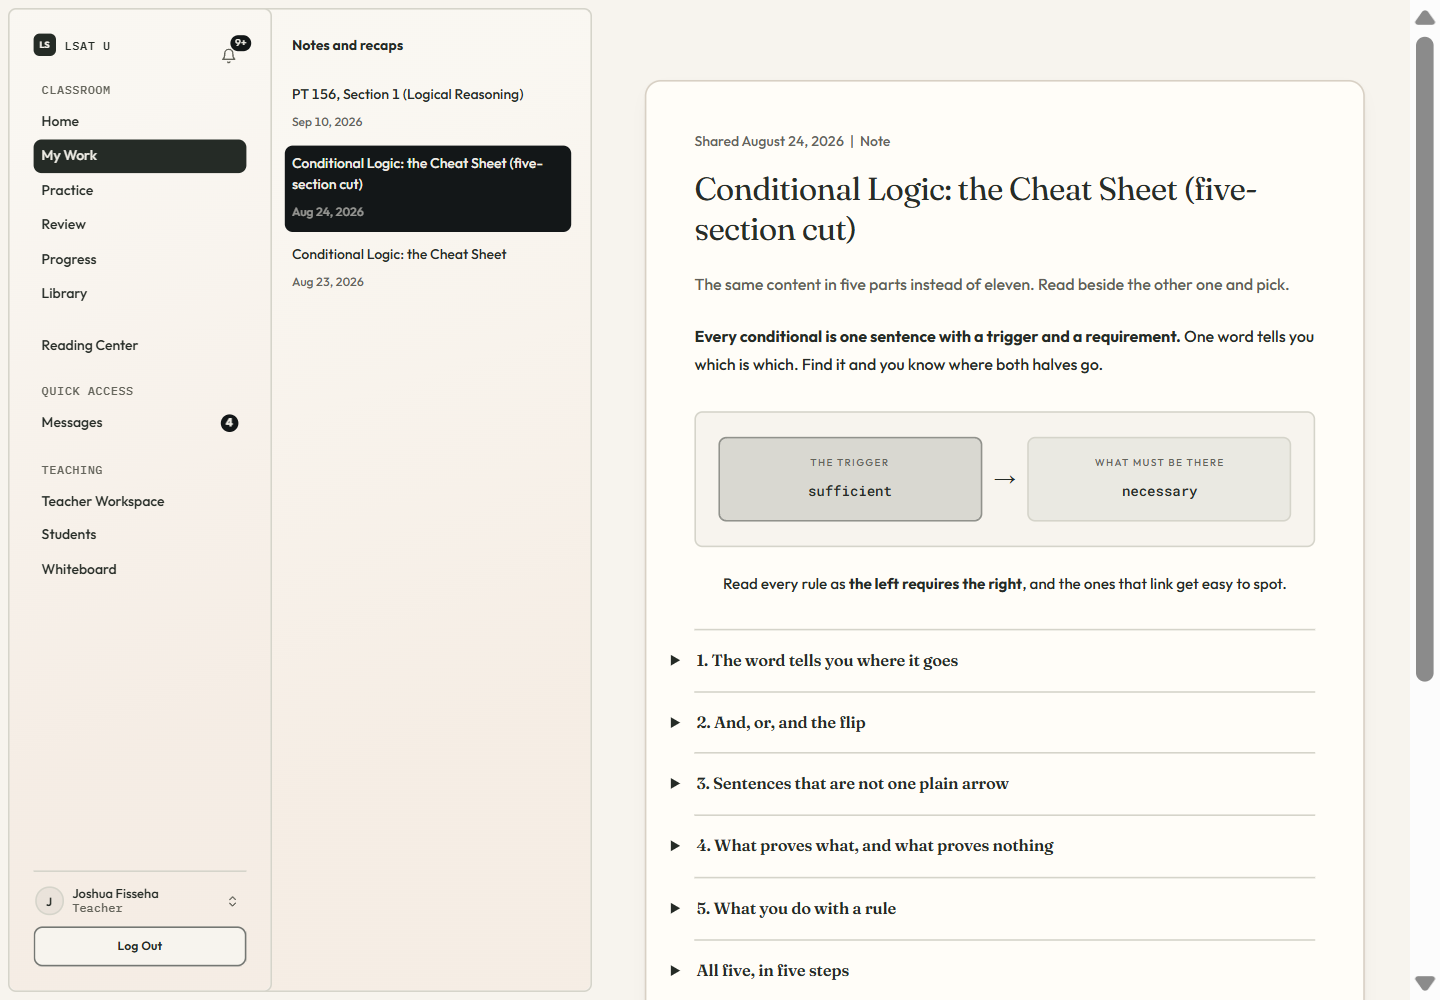 LS LSAT U 9+
CLASSROOM
Home
My Work
Practice
Review
Progress
Library
Reading Center
QUICK ACCESS
Messages 4
TEACHING
Teacher Workspace
Students
Whiteboard
J Joshua Fisseha
Teacher
Log Out
Notes and recaps
PT 156, Section 1 (Logical Reasoning)
Sep 10, 2026
Conditional Logic: the Cheat Sheet (five-
section cut)
Aug 24, 2026
Conditional Logic: the Cheat Sheet
Aug 23, 2026
Shared August 24, 2026 | Note
Conditional Logic: the Cheat Sheet (five-
section cut)
The same content in five parts instead of eleven. Read beside the other one and pick.
Every conditional is one sentence with a trigger and a requirement. One word tells you
which is which. Find it and you know where both halves go.
THE TRIGGER
sufficient
→
WHAT MUST BE THERE
necessary
Read every rule as the left requires the right, and the ones that link get easy to spot.
1. The word tells you where it goes
2. And, or, and the flip
3. Sentences that are not one plain arrow
4. What proves what, and what proves nothing
5. What you do with a rule
All five, in five steps